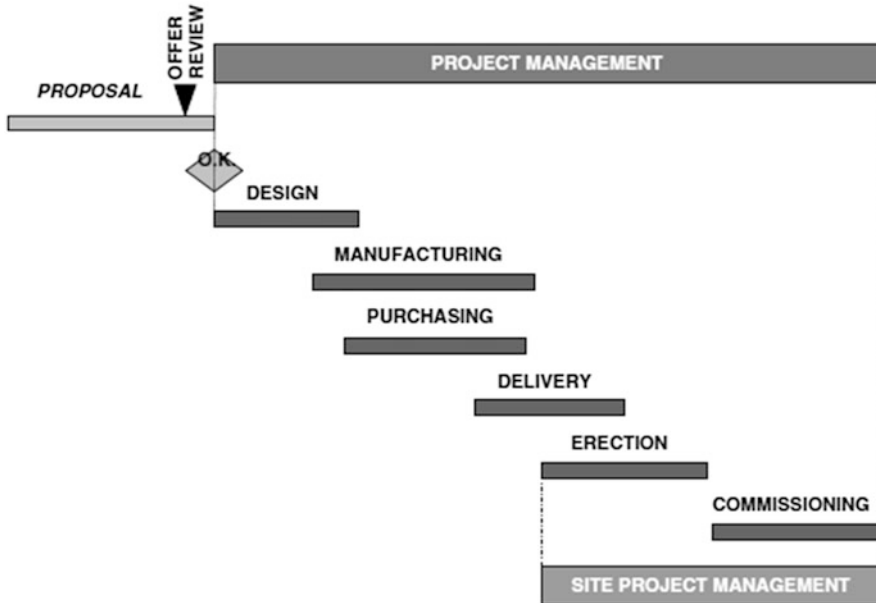 OFFER
REVIEW
PROJECT MANAGEMENT
PROPOSAL
O.K.
DESIGN
MANUFACTURING
PURCHASING
DELIVERY
ERECTION
COMMISSIONING
SITE PROJECT MANAGEMENT